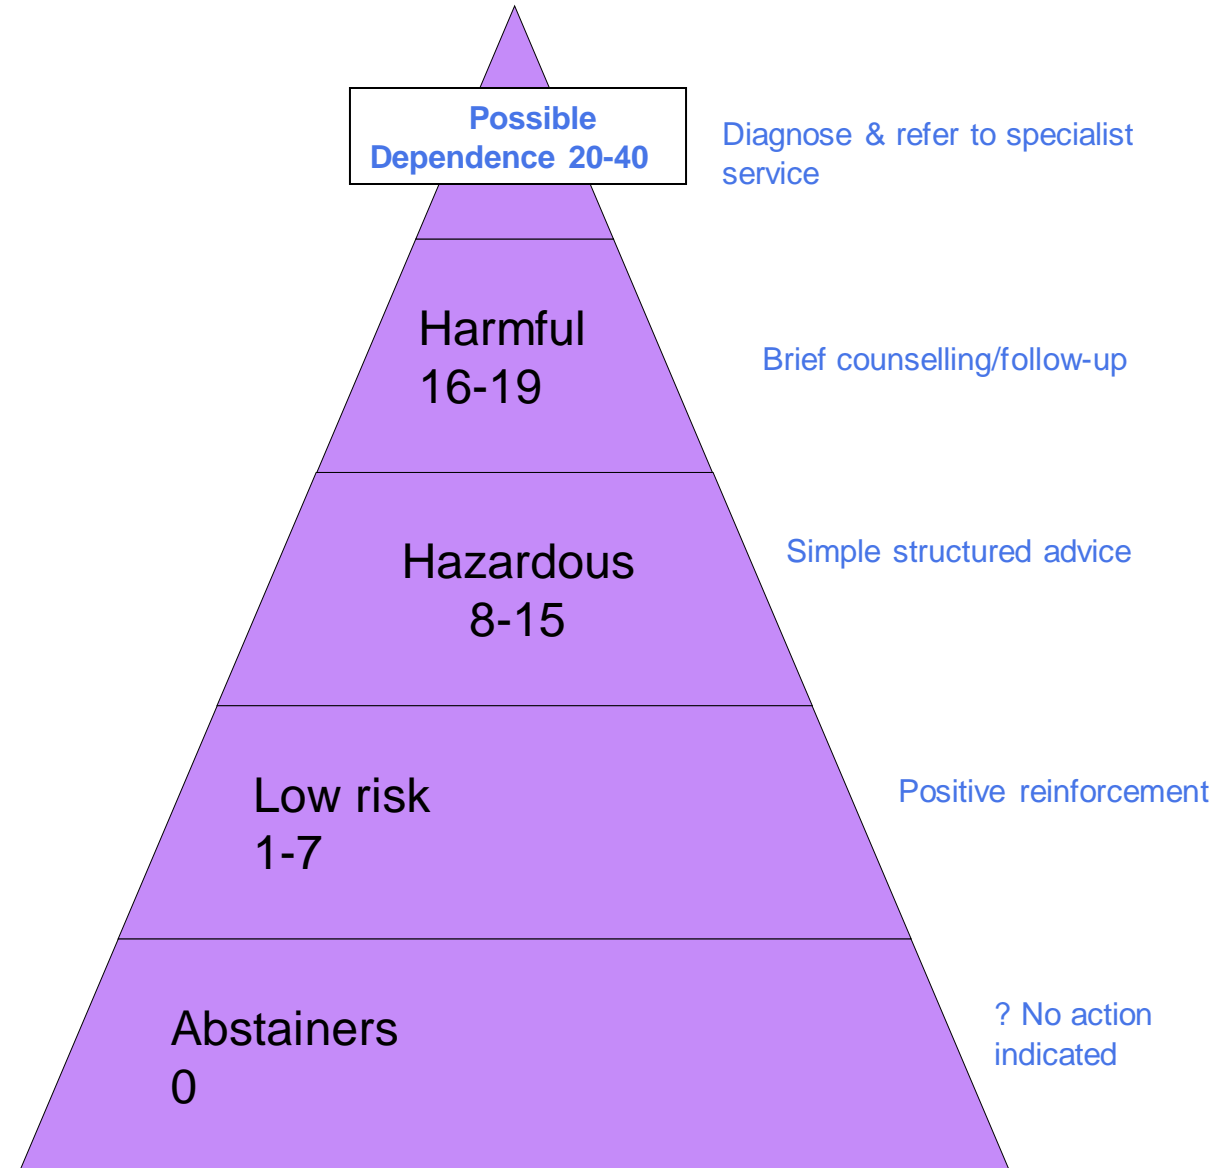 Possible
Dependence 20-40
Diagnose & refer to specialist
service
Harmful
16-19
Brief counselling/follow-up
Hazardous
8-15
Simple structured advice
Low risk
1-7
Positive reinforcement
Abstainers
0
? No action
indicated